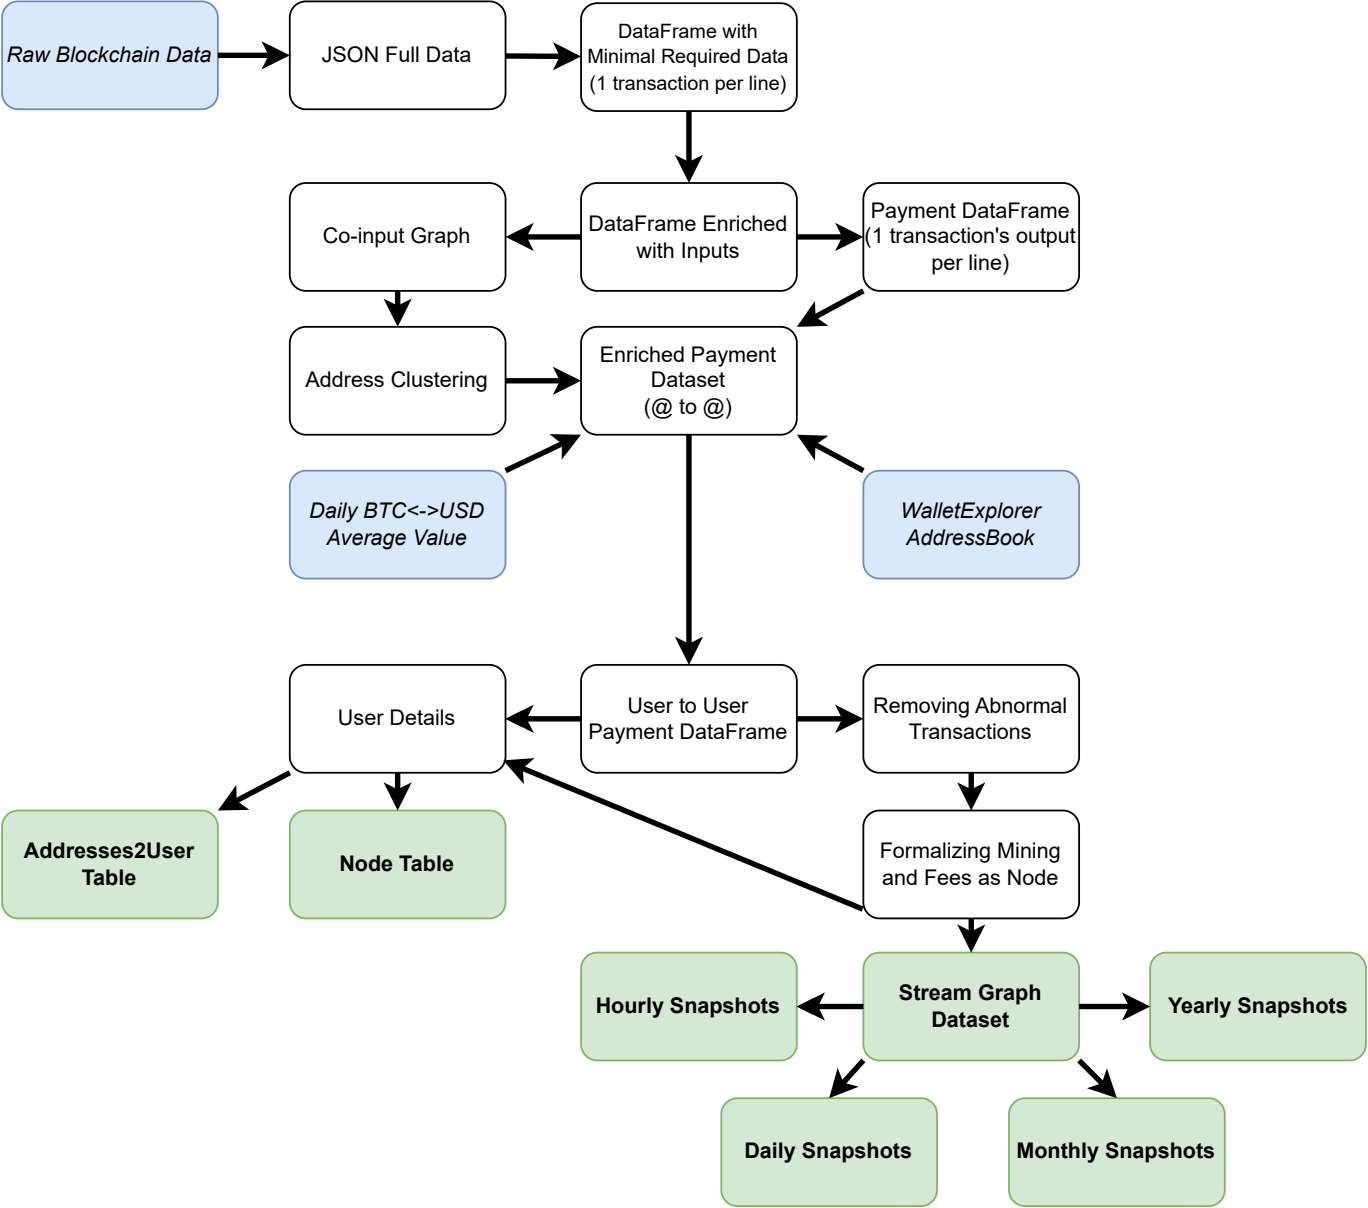 Raw Blockchain Data
JSON Full Data
DataFrame with
Minimal Required Data
(1 transaction per line)
Co-input Graph
DataFrame Enriched
with Inputs
Payment DataFrame
(1 transaction's output
per line)
Address Clustering
Enriched Payment
Dataset
(@ to @)
Daily BTC<->USD
Average Value
WalletExplorer
AddressBook
User Details
User to User
Payment DataFrame
Removing Abnormal
Transactions
Addresses2User
Table
Node Table
Formalizing Mining
and Fees as Node
Hourly Snapshots
Stream Graph
Dataset
Yearly Snapshots
Daily Snapshots
Monthly Snapshots